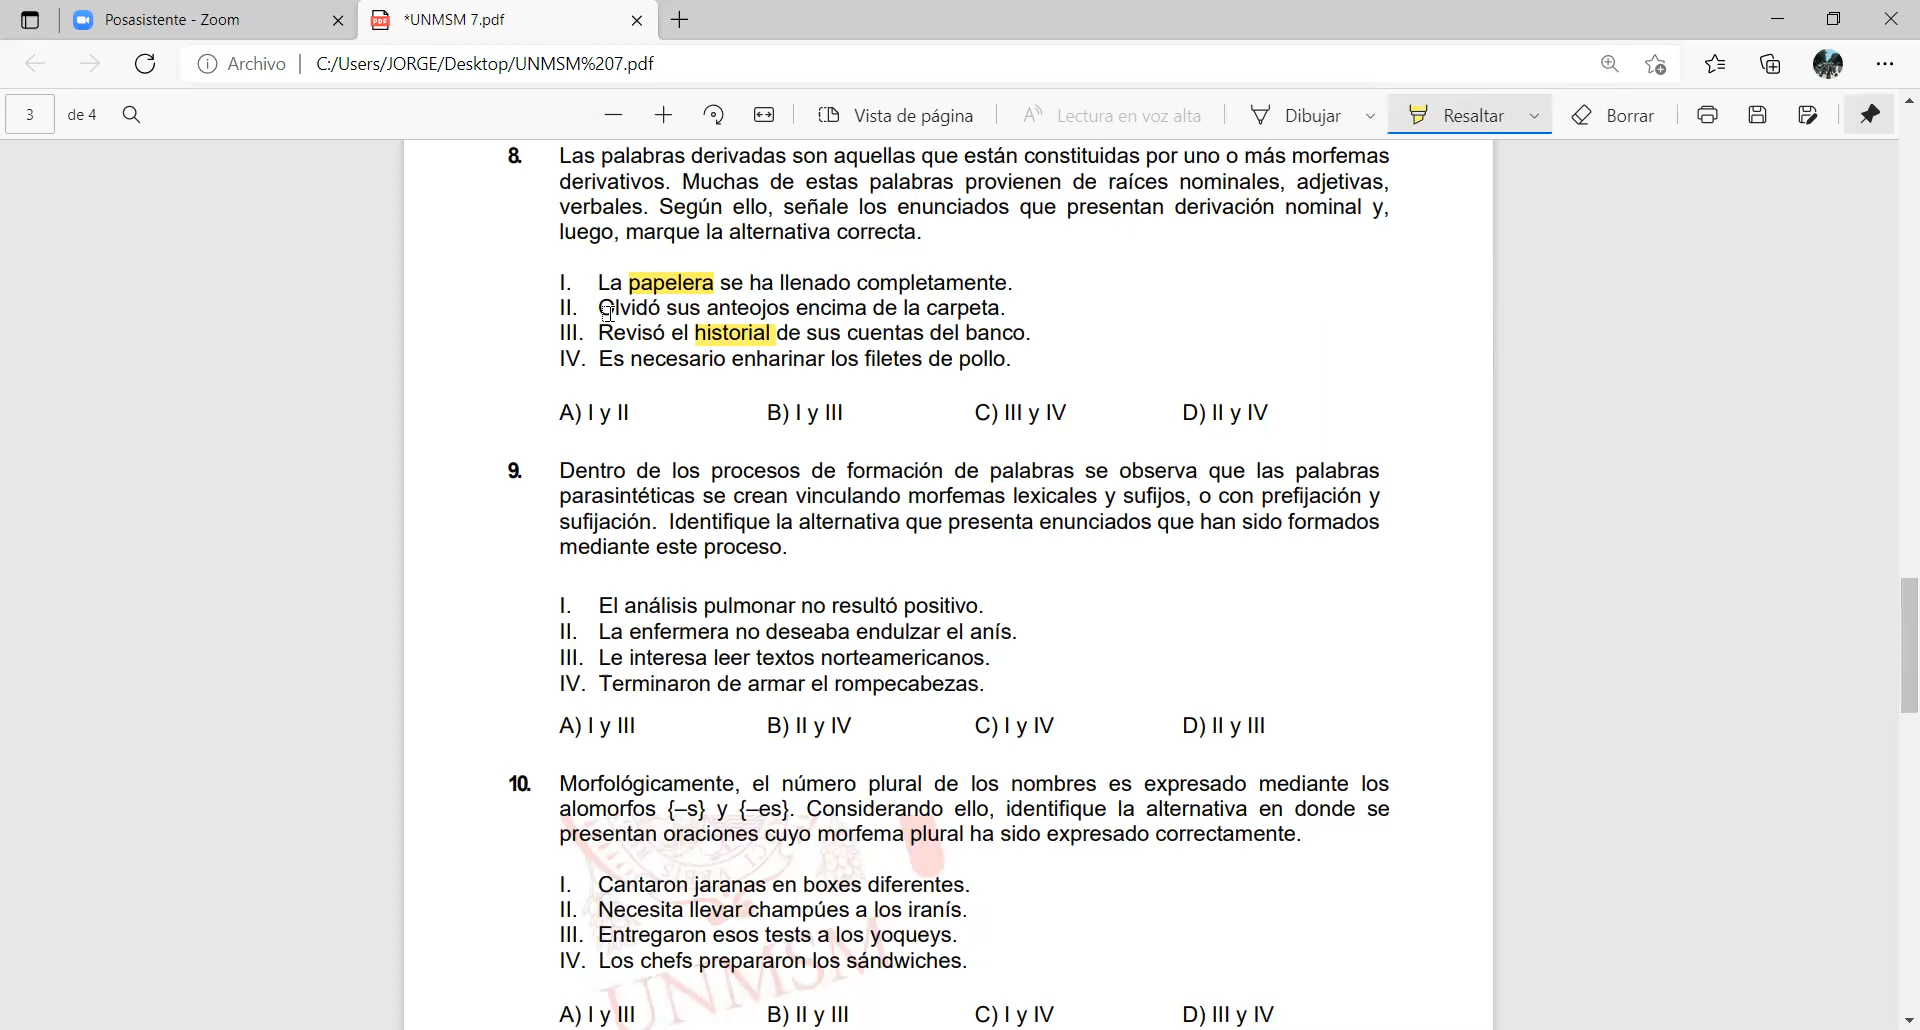 Posasistente - Zoom
*UNMSM 7.pdf
Archivo
C:/Users/JORGE/Desktop/UNMSM%207.pdf
3 de 4
Vista de página
Lectura en voz alta
Dibujar
Resaltar
Borrar
8. Las palabras derivadas son aquellas que están constituidas por uno o más morfemas
derivativos. Muchas de estas palabras provienen de raíces nominales, adjetivas,
verbales. Según ello, señale los enunciados que presentan derivación nominal y,
luego, marque la alternativa correcta.
I. La papelera se ha llenado completamente.
II. Olvidó sus anteojos encima de la carpeta.
III. Revisó el historial de sus cuentas del banco.
IV. Es necesario enharinar los filetes de pollo.
A) I y II B) I y III C) III y IV D) II y IV
9. Dentro de los procesos de formación de palabras se observa que las palabras
parasintéticas se crean vinculando morfemas lexicales y sufijos, o con prefijación y
sufijación. Identifique la alternativa que presenta enunciados que han sido formados
mediante este proceso.
I. El análisis pulmonar no resultó positivo.
II. La enfermera no deseaba endulzar el anís.
III. Le interesa leer textos norteamericanos.
IV. Terminaron de armar el rompecabezas.
A) I y III B) II y IV C) I y IV D) II y III
10. Morfológicamente, el número plural de los nombres es expresado mediante los
alomorfos {–s} y {–es}. Considerando ello, identifique la alternativa en donde se
presentan oraciones cuyo morfema plural ha sido expresado correctamente.
I. Cantaron jaranas en boxes diferentes.
II. Necesita llevar champúes a los iranís.
III. Entregaron esos tests a los yoqueys.
IV. Los chefs prepararon los sándwiches.
UNMSM
A) I y III B) II y III C) I y IV D) III y IV